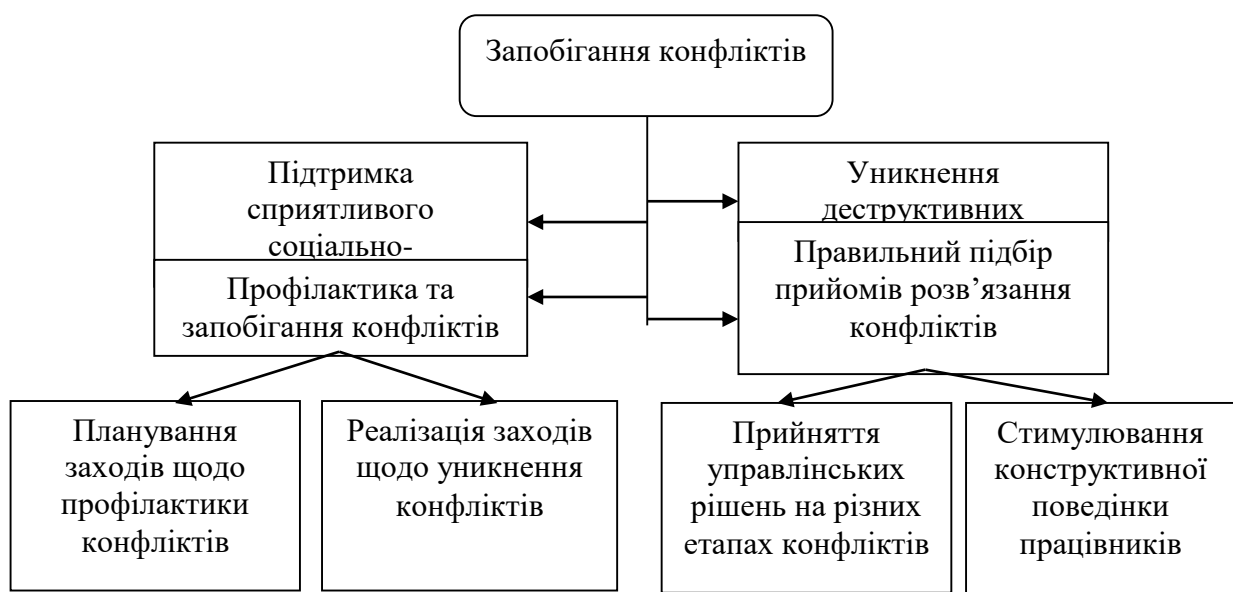 Запобігання конфліктів
Підтримка
сприятливого
соціально-
Уникнення
деструктивних
Профілактика та
запобігання конфліктів
Правильний підбір
прийомів розв’язання
конфліктів
Планування
заходів щодо
профілактики
конфліктів
Реалізація заходів
щодо уникнення
конфліктів
Прийняття
управлінських
рішень на різних
етапах конфліктів
Стимулювання
конструктивної
поведінки
працівників